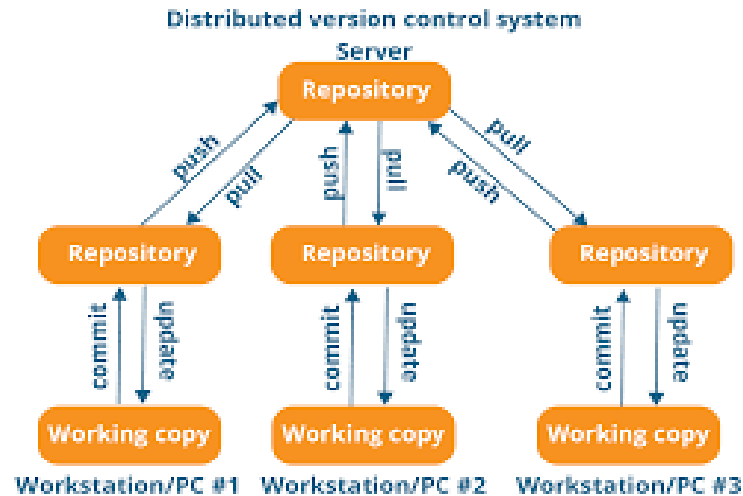 Distributed version control system
Server
Repository
push
pull
push
pull
push
pull
Repository
Repository
Repository
commit
update
commit
update
commit
update
Working copy
Working copy
Working copy
Workstation/PC #1
Workstation/PC #2
Workstation/PC #3